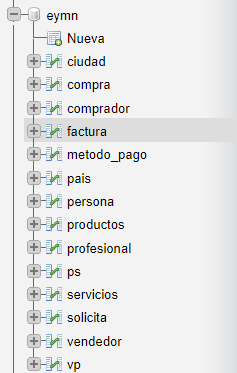 eymn
Nueva
ciudad
compra
comprador
factura
metodo_pago
pais
persona
productos
profesional
ps
servicios
solicita
vendedor
vp